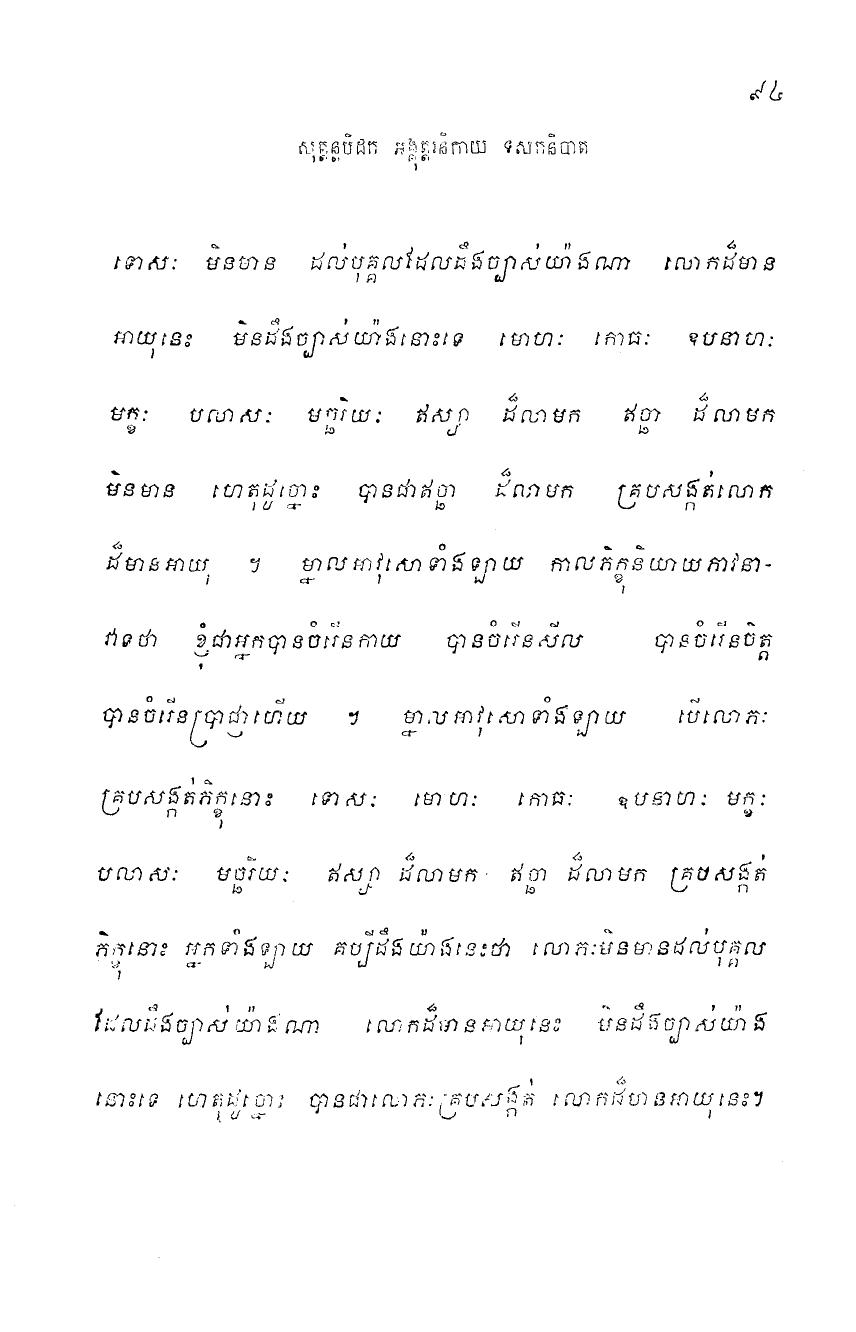 ៩៤
សុត្តន្តបិដក អង្គុត្តរនិកាយ ទសកនិបាត
ទោសៈ មិនមាន ដល់បុគ្គលដែលដឹងច្បាស់យ៉ាងណា លោកដ៏មាន
អាយុនេះ មិនដឹងច្បាស់យ៉ាងនោះទេ មោហៈ កោធៈ ឧបនាហៈ
មក្ខៈ បលាសៈ មច្ឆរិយៈ ឥស្សា ដ៏លាមក ឥច្ឆា ដ៏លាមក
មិនមាន ហេតុដូច្នោះ បានជាឥច្ឆា ដ៏លាមក គ្របសង្កត់លោក
ដ៏មានអាយុ ។ ម្នាលអាវុសោទាំងឡាយ កាលភិក្ខុនិយាយភាវនា-
វាទថា ខ្ញុំជាអ្នកបានចំរើនកាយ បានចំរើនសីល បានចំរើនចិត្ត
បានចំរើនប្រាជ្ញាហើយ ។ ម្នាលអាវុសោទាំងឡាយ បើលោភៈ
គ្របសង្កត់ភិក្ខុនោះ ទោសៈ មោហៈ កោធៈ ឧបនាហៈ មក្ខៈ
បលាសៈ មច្ឆរិយៈ ឥស្សា ដ៏លាមក ឥច្ឆា ដ៏លាមក គ្របសង្កត់
ភិក្ខុនោះ អ្នកទាំងឡាយ គប្បីដឹងយ៉ាងនេះថា លោភៈមិនមានដល់បុគ្គល
ដែលដឹងច្បាស់យ៉ាងណា លោកដ៏មានអាយុនេះ មិនដឹងច្បាស់យ៉ាង
នោះទេ ហេតុដូច្នោះ បានជាលោភៈគ្របសង្កត់ លោកដ៏មានអាយុនេះ។